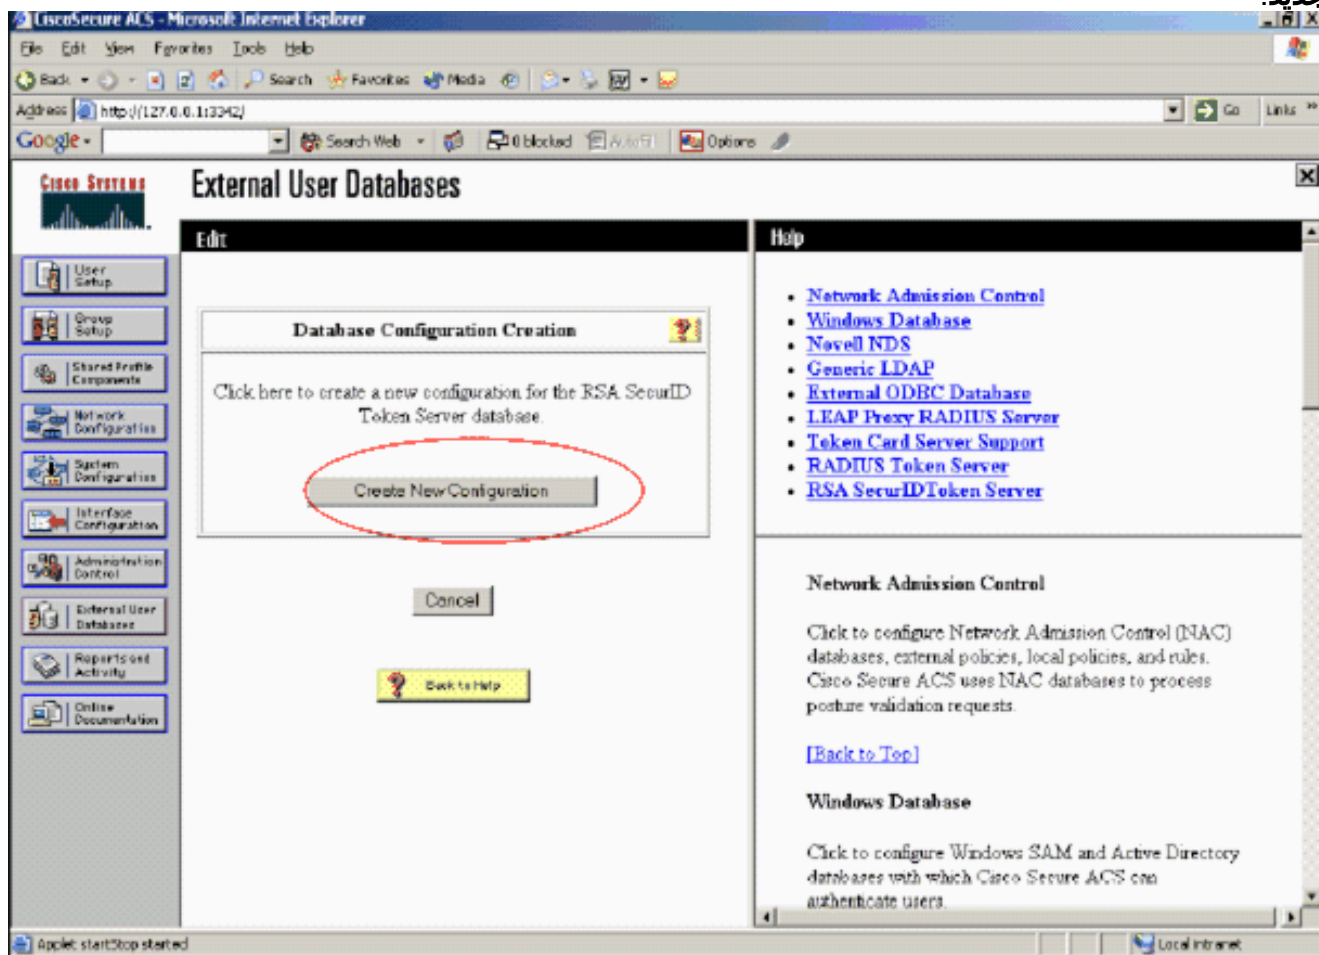 جديد.
CiscoSecure ACS - Microsoft Internet Explorer
File Edit View Favorites Tools Help
Back Search Favorites Media
Address http://127.0.0.1:3342/ Go Links »
Google Search Web 0 blocked AutoFill Options
CISCO SYSTEMS
External User Databases
Edit
User Setup
Group Setup
Shared Profile Components
Network Configuration
System Configuration
Interface Configuration
Administration Control
External User Databases
Reports and Activity
Online Documentation
Database Configuration Creation
Click here to create a new configuration for the RSA SecurID
Token Server database.
Create New Configuration
Cancel
Back to Help
Help
• Network Admission Control
• Windows Database
• Novell NDS
• Generic LDAP
• External ODBC Database
• LEAP Proxy RADIUS Server
• Token Card Server Support
• RADIUS Token Server
• RSA SecurIDToken Server
Network Admission Control
Click to configure Network Admission Control (NAC)
databases, external policies, local policies, and rules.
Cisco Secure ACS uses NAC databases to process
posture validation requests.
[Back to Top]
Windows Database
Click to configure Windows SAM and Active Directory
databases with which Cisco Secure ACS can
authenticate users.
Applet startStop started
Local intranet